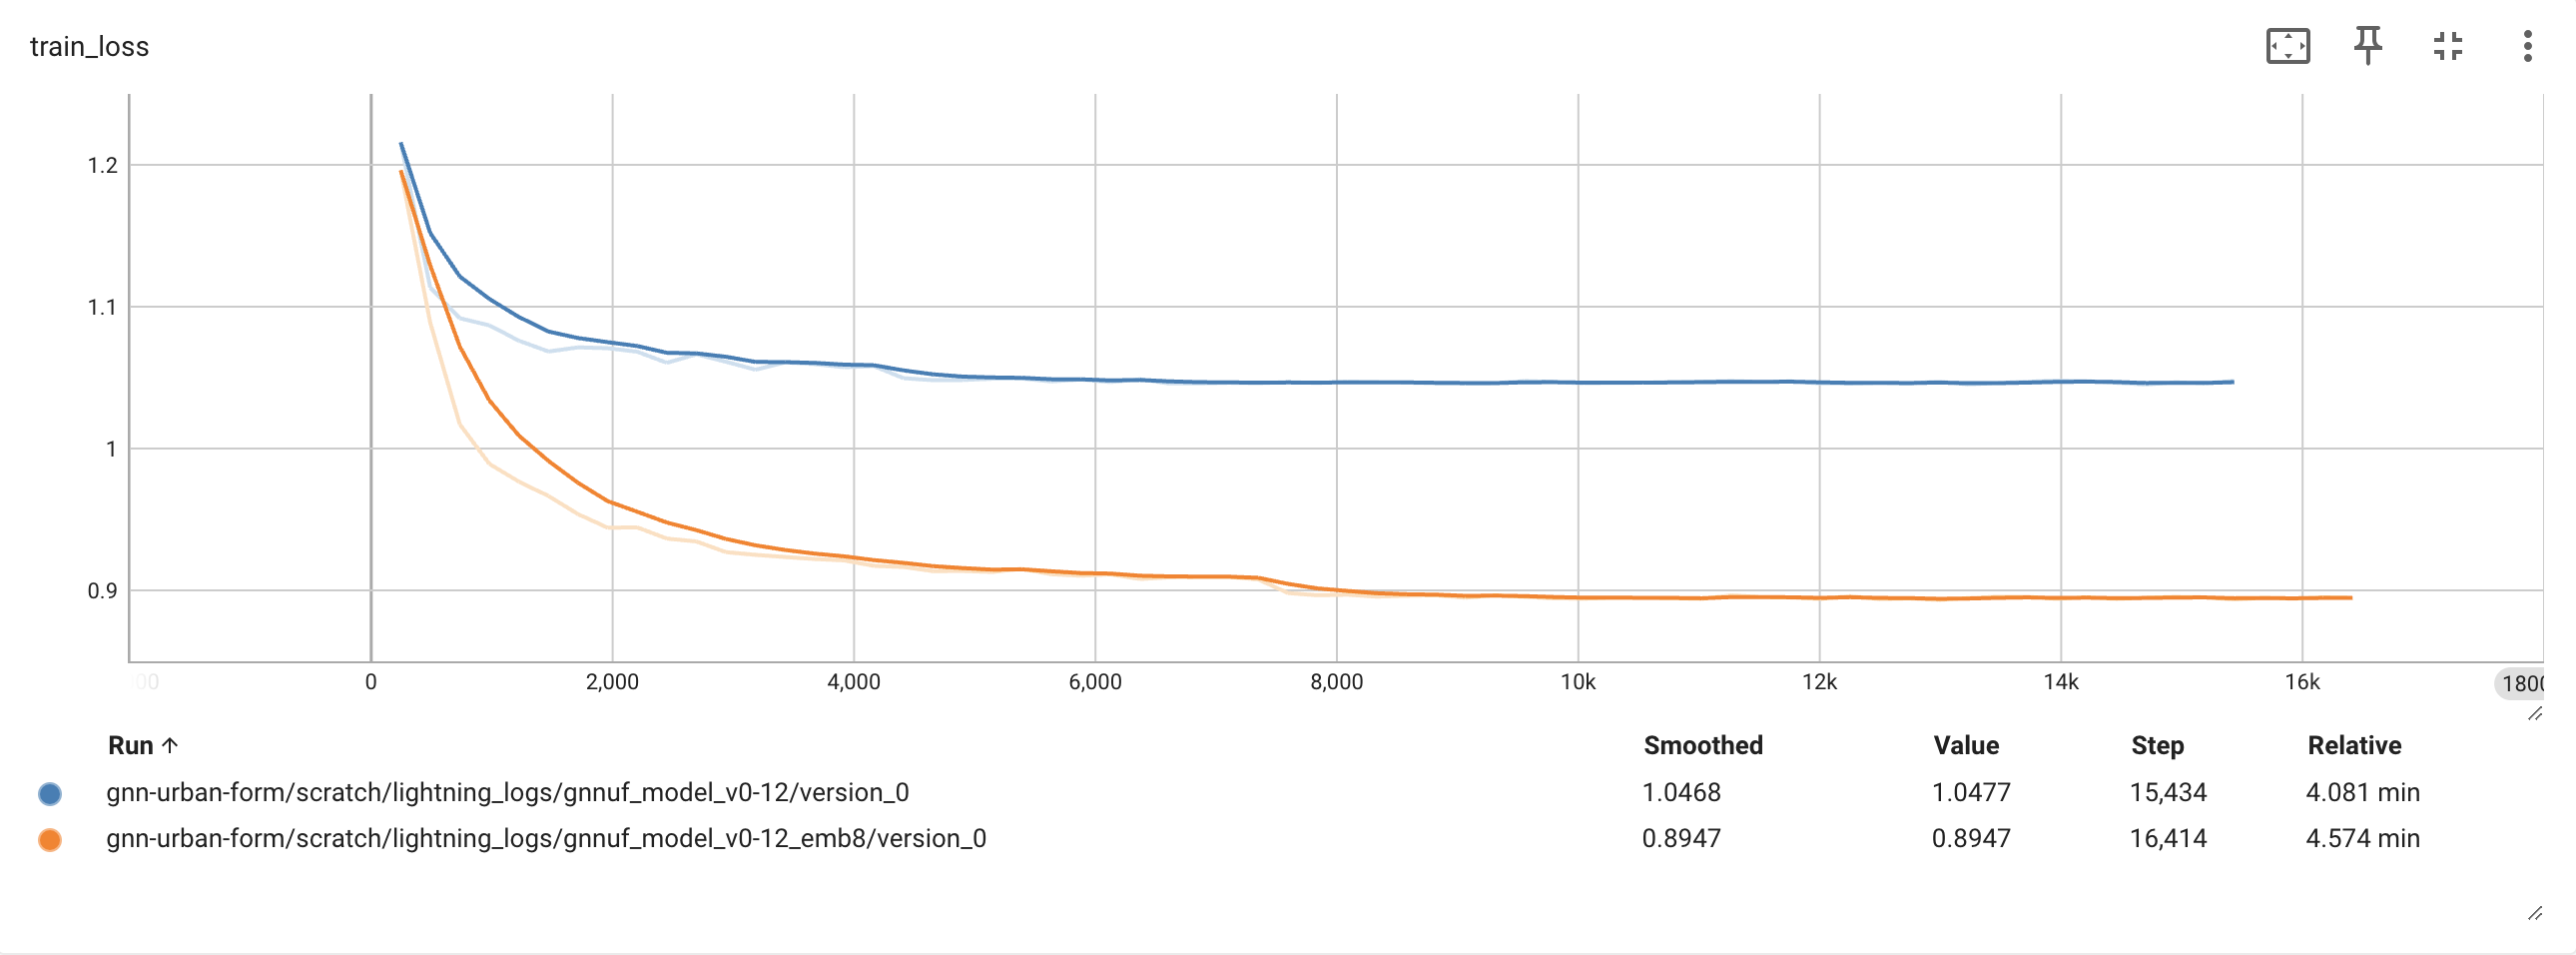 train_loss
1.2
1.1
1
0.9
00
0 2,000 4,000 6,000 8,000 10k 12k 14k 16k 1800
Run ↑ Smoothed Value Step Relative
gnn-urban-form/scratch/lightning_logs/gnnuf_model_v0-12/version_0 1.0468 1.0477 15,434 4.081 min
gnn-urban-form/scratch/lightning_logs/gnnuf_model_v0-12_emb8/version_0 0.8947 0.8947 16,414 4.574 min